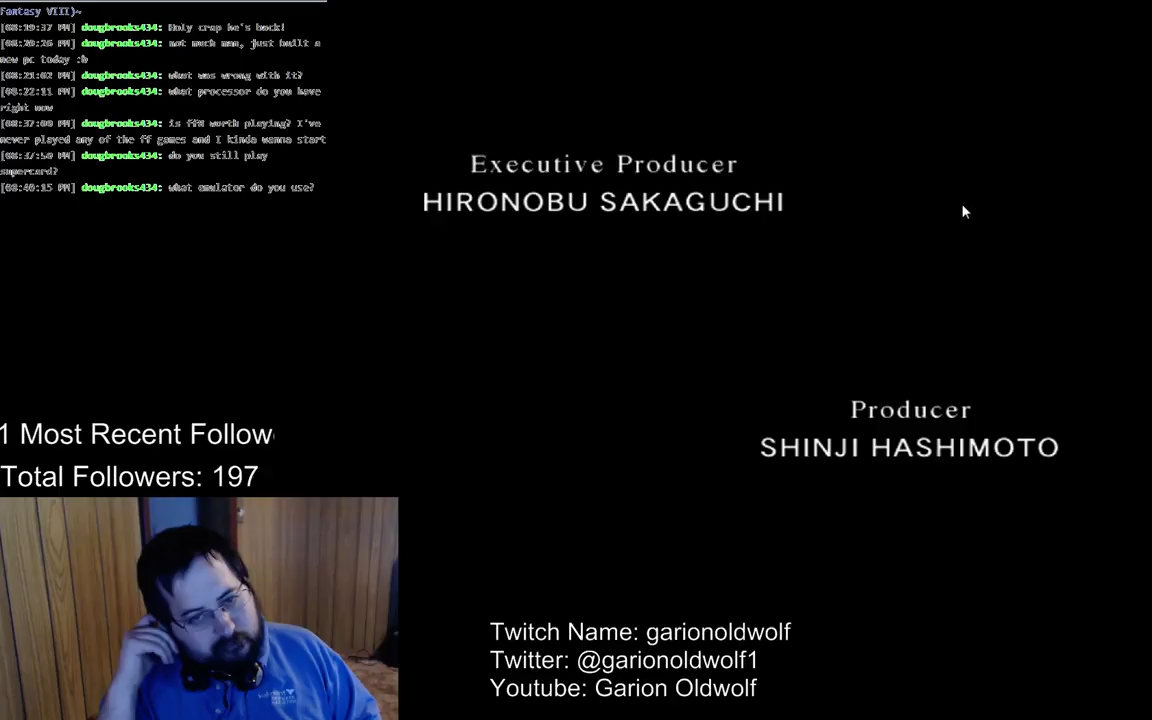 Fantasy VIII)~
[08:19:37 PM] dougbrooks434: Holy crap he's back!
[08:20:26 PM] dougbrooks434: not much man, just built a
new pc today :b
[08:21:02 PM] dougbrooks434: what was wrong with it?
[08:22:11 PM] dougbrooks434: what processor do you have
right now
[08:37:00 PM] dougbrooks434: is worth playing? I've
never played any of the ff games and I kinda wanna start
[08:37:50 PM] dougbrooks434: do you still play
supercard?
[08:40:15 PM] dougbrooks434: what emulator do you use?
Executive Producer
HIRONOBU SAKAGUCHI
Producer
SHINJI HASHIMOTO
1 Most Recent Follow
Total Followers: 197
Twitch Name: garionoldwolf
Twitter: @garionoldwolf1
Youtube: Garion Oldwolf